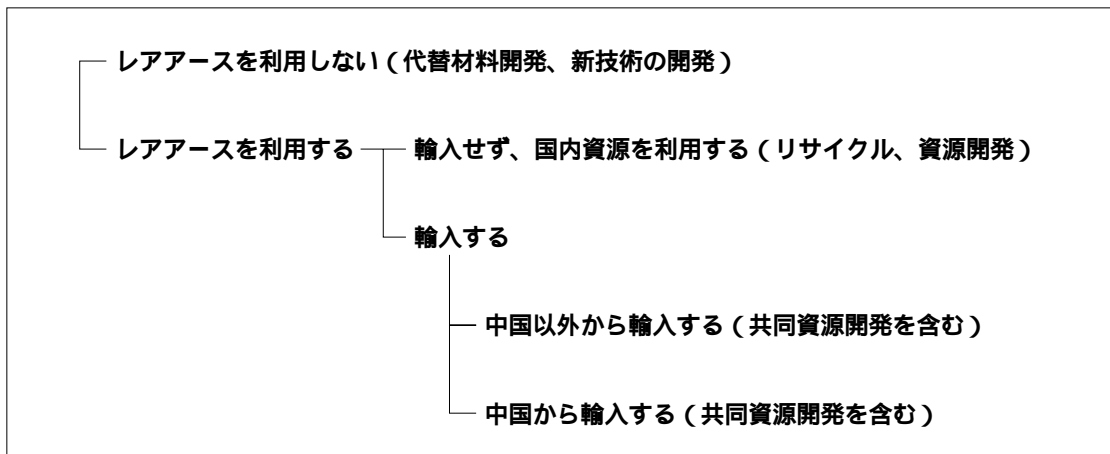 レアアースを利用しない(代替材料開発、新技術の開発)
レアアースを利用する 輸入せず、国内資源を利用する(リサイクル、資源開発)
輸入する
中国以外から輸入する(共同資源開発を含む)
中国から輸入する(共同資源開発を含む)